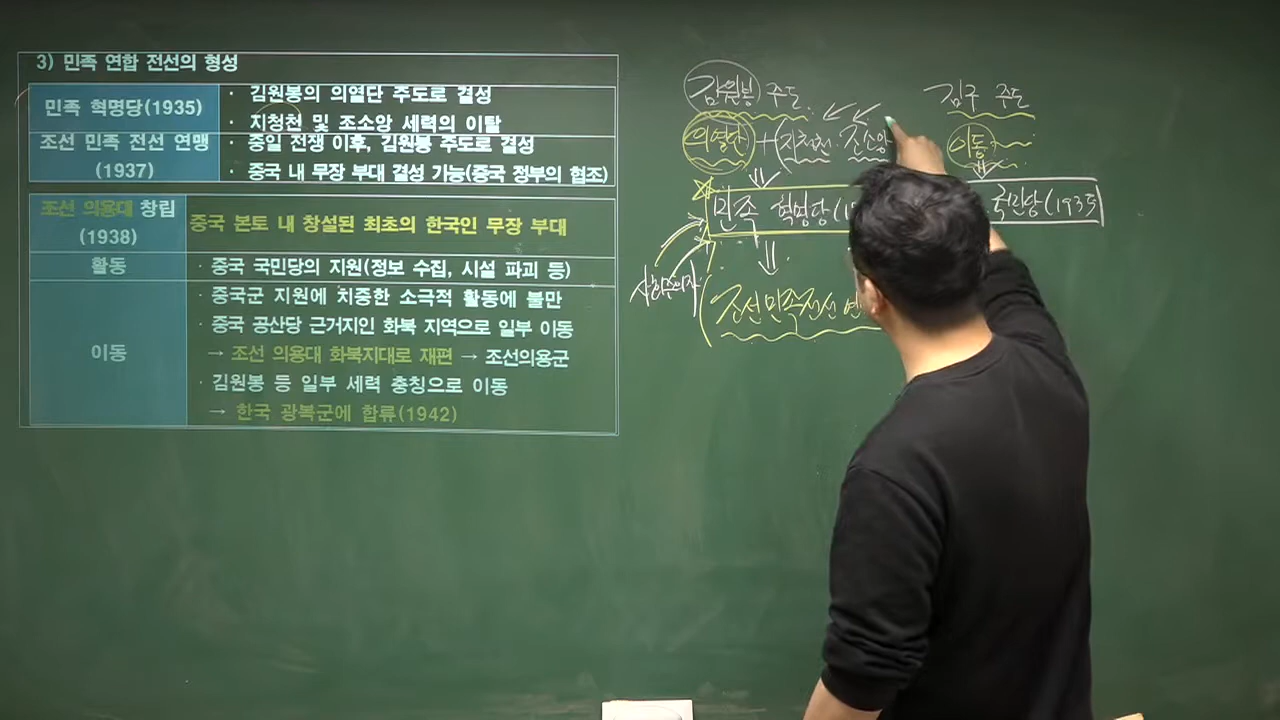 3) 민족 연합 전선의 형성
민족 혁명당(1935)
· 김원봉의 의열단 주도로 결성
· 지청천 및 조소앙 세력의 이탈
조선 민족 전선 연맹
(1937)
· 중일 전쟁 이후, 김원봉 주도로 결성
· 중국 내 무장 부대 결성 가능(중국 정부의 협조)
조선 의용대 창립
(1938)
중국 본토 내 창설된 최초의 한국인 무장 부대
활동
· 중국 국민당의 지원(정보 수집, 시설 파괴 등)
이동
· 중국군 지원에 치중한 소극적 활동에 불만
· 중국 공산당 근거지인 화북 지역으로 일부 이동
→ 조선 의용대 화북지대로 재편 → 조선의용군
· 김원봉 등 일부 세력 충칭으로 이동
→ 한국 광복군에 합류(1942)
김원봉 주도
의열단 + 지청천 조소앙
민족 혁명당(1
사회주의자
조선민족전선 연
김구 주도
이동
국민당(1935)